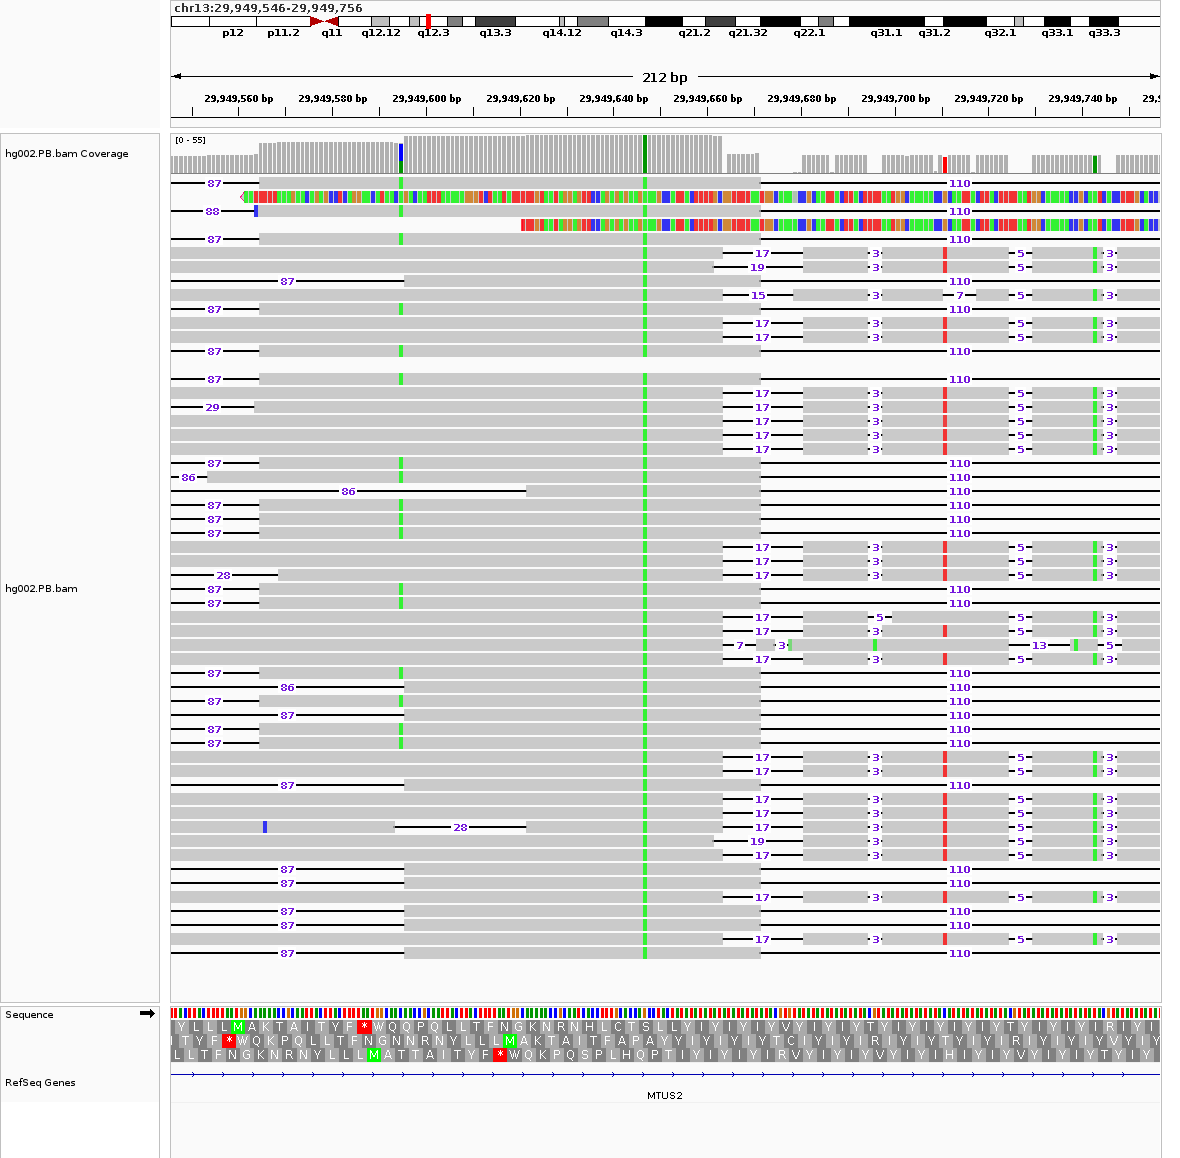 chr13:29,949,546-29,949,756
p12 p11.2 q11 q12.12 q12.3 q13.3 q14.12 q14.3 q21.2 q21.32 q22.1 q31.1 q31.2 q32.1 q33.1 q33.3
212 bp
29,949,560 bp 29,949,580 bp 29,949,600 bp 29,949,620 bp 29,949,640 bp 29,949,660 bp 29,949,680 bp 29,949,700 bp 29,949,720 bp 29,949,740 bp 29,9
[0 - 55]
hg002.PB.bam Coverage
87 110
88 110
87 110
17 3 5 3
19 3 5 3
87 110
15 3 7 5 3
87 110
17 3 5 3
17 3 5 3
87 110
87 110
17 3 5 3
29 17 3 5 3
17 3 5 3
17 3 5 3
17 3 5 3
87 110
86 110
86 110
87 110
87 110
87 110
17 3 5 3
17 3 5 3
28 17 3 5 3
hg002.PB.bam 87 110
87 110
17 5 5 3
17 3 5 3
7 3 13 5
17 3 5 3
87 110
86 110
87 110
87 110
87 110
87 110
17 3 5 3
17 3 5 3
87 110
17 3 5 3
17 3 5 3
28 17 3 5 3
19 3 5 3
17 3 5 3
87 110
87 110
17 3 5 3
87 110
87 110
17 3 5 3
87 110
Sequence
Y L L L M A K T A I T Y F * W Q Q P Q L L T F N G K N R N H L C T S L L Y I Y I Y I Y V Y I Y I Y T Y I Y I Y I Y T Y I Y I Y I R I Y I
I T Y F * W Q K P Q L L T F N G N N R N Y L L L M A K T A I T F A P A Y Y I Y I Y I Y T C I Y I Y I R I Y I Y T Y I Y I R I Y I Y I Y V Y I Y
L L T F N G K N R N Y L L L M A T T A I T Y F * W Q K P Q S P L H Q P T I Y I Y I Y I R V Y I Y I Y V Y I Y I H I Y I Y V Y I Y I Y T Y I Y
RefSeq Genes
MTUS2